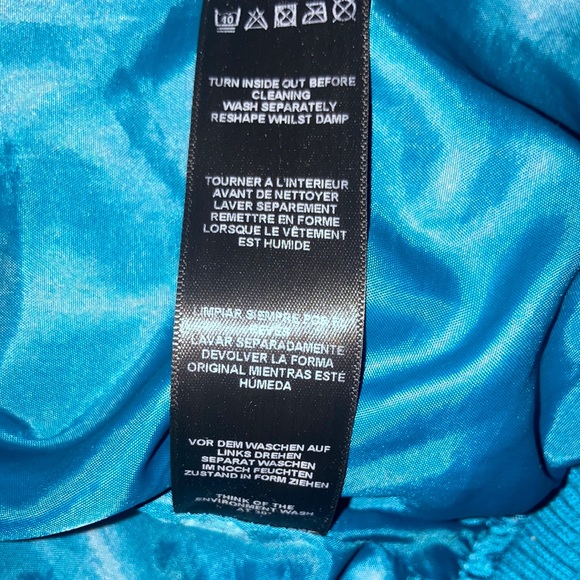 40
TURN INSIDE OUT BEFORE
CLEANING
WASH SEPARATELY
RESHAPE WHILST DAMP
TOURNER A L'INTERIEUR
AVANT DE NETTOYER
LAVER SEPAREMENT
REMETTRE EN FORME
LORSQUE LE VÊTEMENT
EST HUMIDE
LIMPIAR SIEMPRE POR EL
REVES
LAVAR SEPARADAMENTE
DEVOLVER LA FORMA
ORIGINAL MIENTRAS ESTÉ
HÚMEDA
VOR DEM WASCHEN AUF
LINKS DREHEN
SEPARAT WASCHEN
IM NOCH FEUCHTEN
ZUSTAND IN FORM ZIEHEN
THINK OF THE
ENVIRONMENT WASH
AT 30°